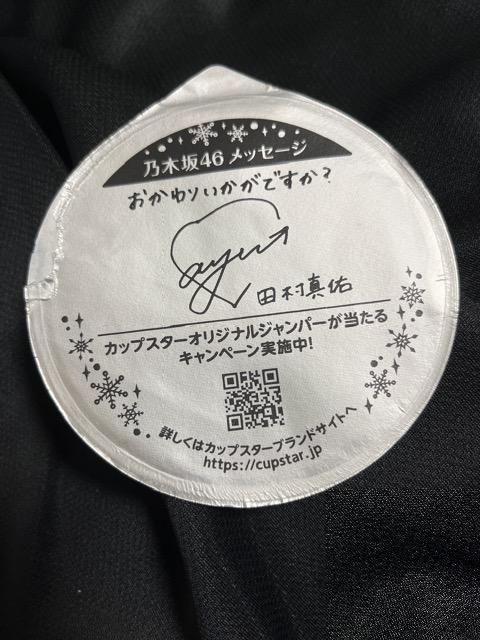 乃木坂46 メッセージ
おかわりいかがですか？
田村真佑
カップスターオリジナルジャンパーが当たる
キャンペーン実施中!
詳しくはカップスターブランドサイトへ
https://cupstar.jp